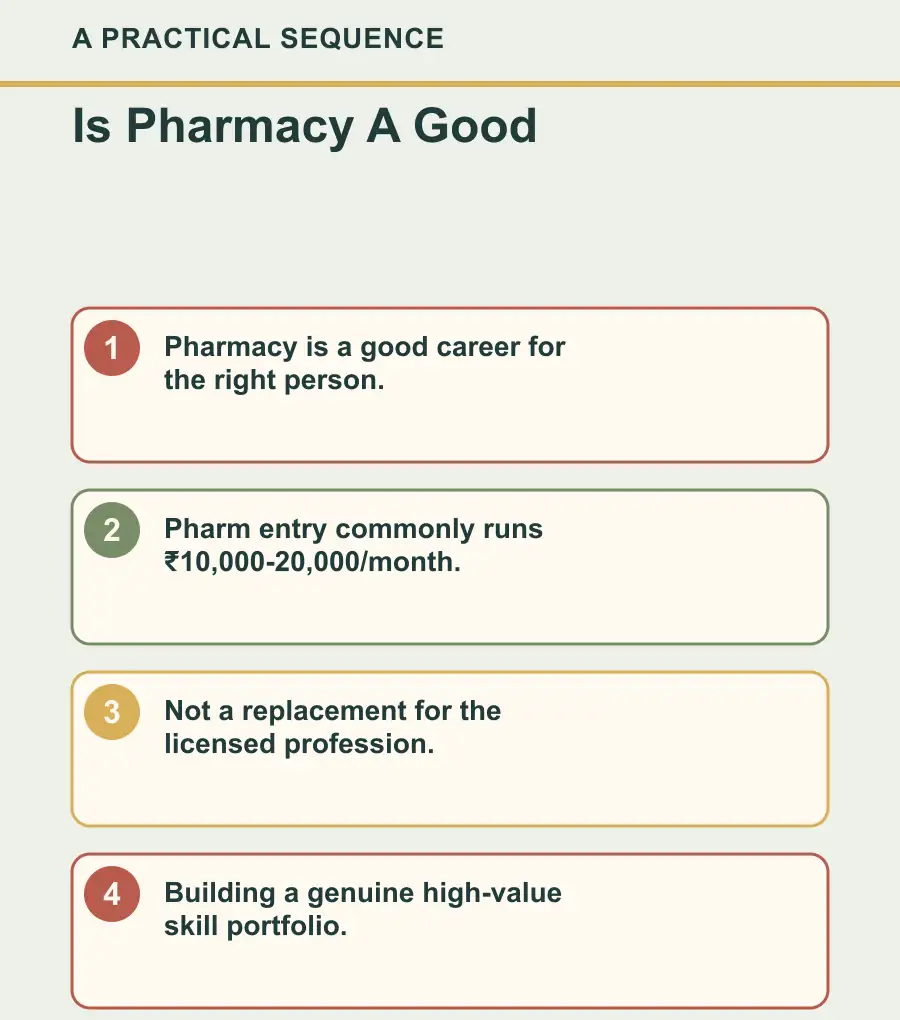 A PRACTICAL SEQUENCE
Is Pharmacy A Good
1
Pharmacy is a good career for
the right person.
2
Pharm entry commonly runs
₹10,000-20,000/month.
3
Not a replacement for the
licensed profession.
4
Building a genuine high-value
skill portfolio.